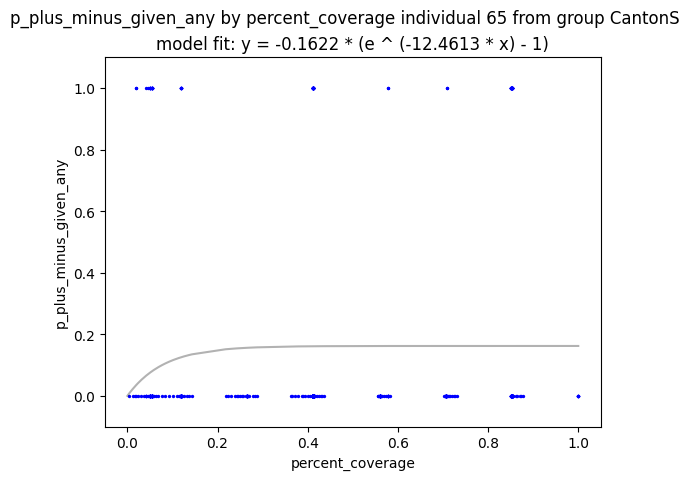 p_plus_minus_given_any by percent_coverage individual 65 from group CantonS
model fit: y = -0.1622 * (e ^ (-12.4613 * x) - 1)
1.0
0.8
0.6
0.4
0.2
0.0
p_plus_minus_given_any
0.0 0.2 0.4 0.6 0.8 1.0
percent_coverage